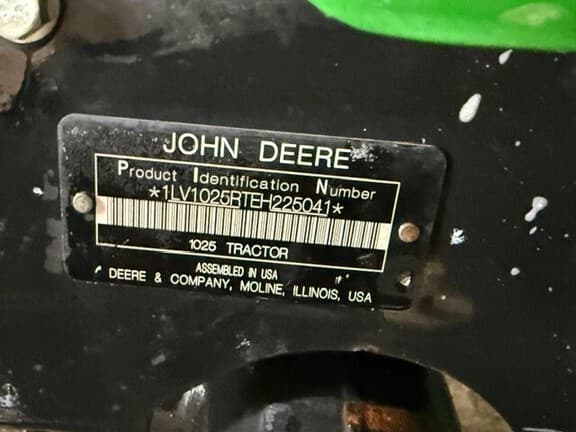 JOHN DEERE
Product Identification Number
*1LV1025RTEH225041*
1025 TRACTOR
ASSEMBLED IN USA
DEERE & COMPANY, MOLINE, ILLINOIS, USA